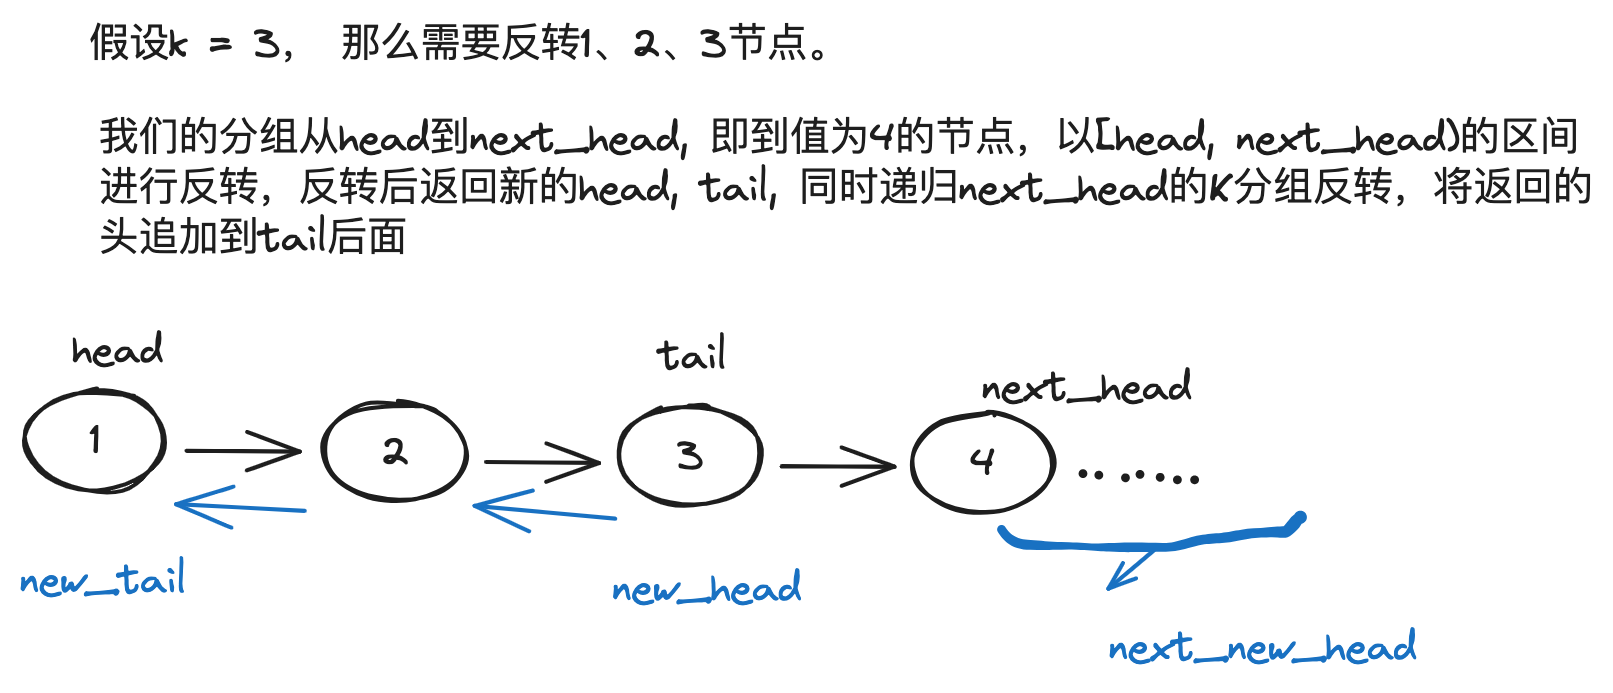 假设k = 3， 那么需要反转1、2、3节点。
我们的分组从head到next_head，即到值为4的节点，以[head, next_head)的区间
进行反转，反转后返回新的head, tail, 同时递归next_head的K分组反转，将返回的
头追加到tail后面
head
tail
next_head
1
2
3
4
new_tail
new_head
next_new_head